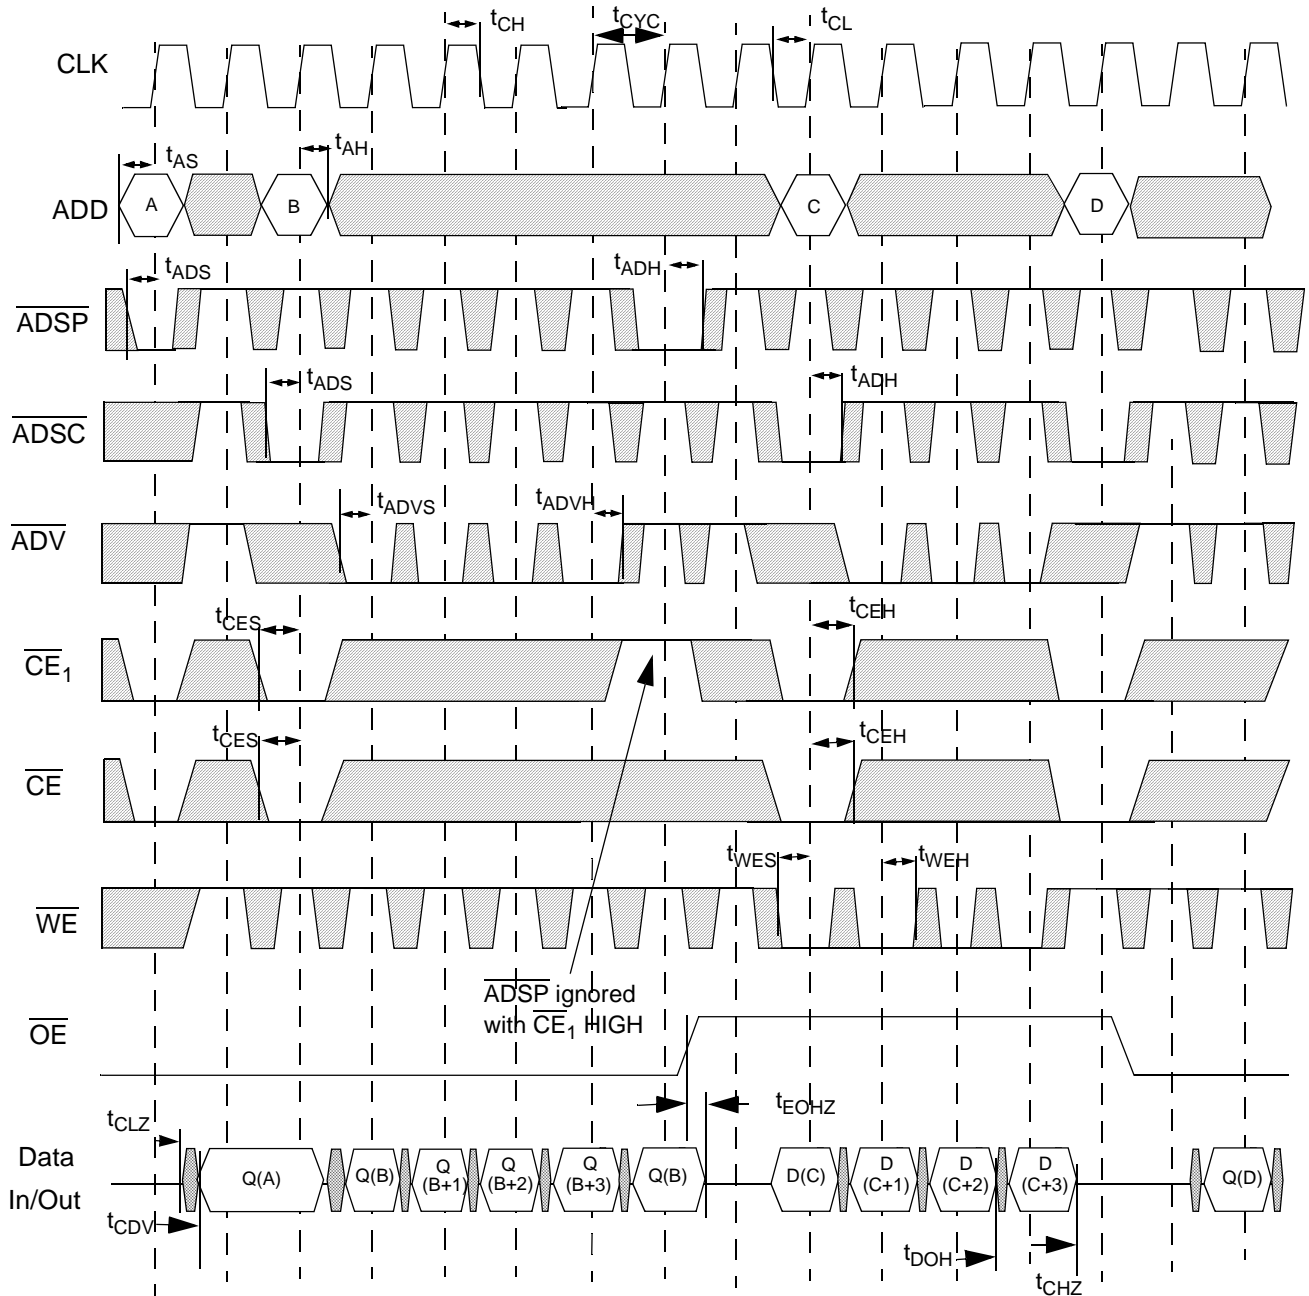 tCH
tCYC
tCL
CLK
tAS
tAH
ADD
A
B
C
D
tADS
tADH
ADSP
tADS
tADH
ADSC
tADVS
tADVH
ADV
tCES
tCEH
CE1
tCES
tCEH
CE
tWES
tWEH
WE
ADSP ignored
with CE1 HIGH
OE
tCLZ
tEOHZ
Data
In/Out
Q(A)
Q(B)
Q
(B+1)
Q
(B+2)
Q
(B+3)
Q(B)
D(C)
D
(C+1)
D
(C+2)
D
(C+3)
Q(D)
tCDV
tDOH
tCHZ